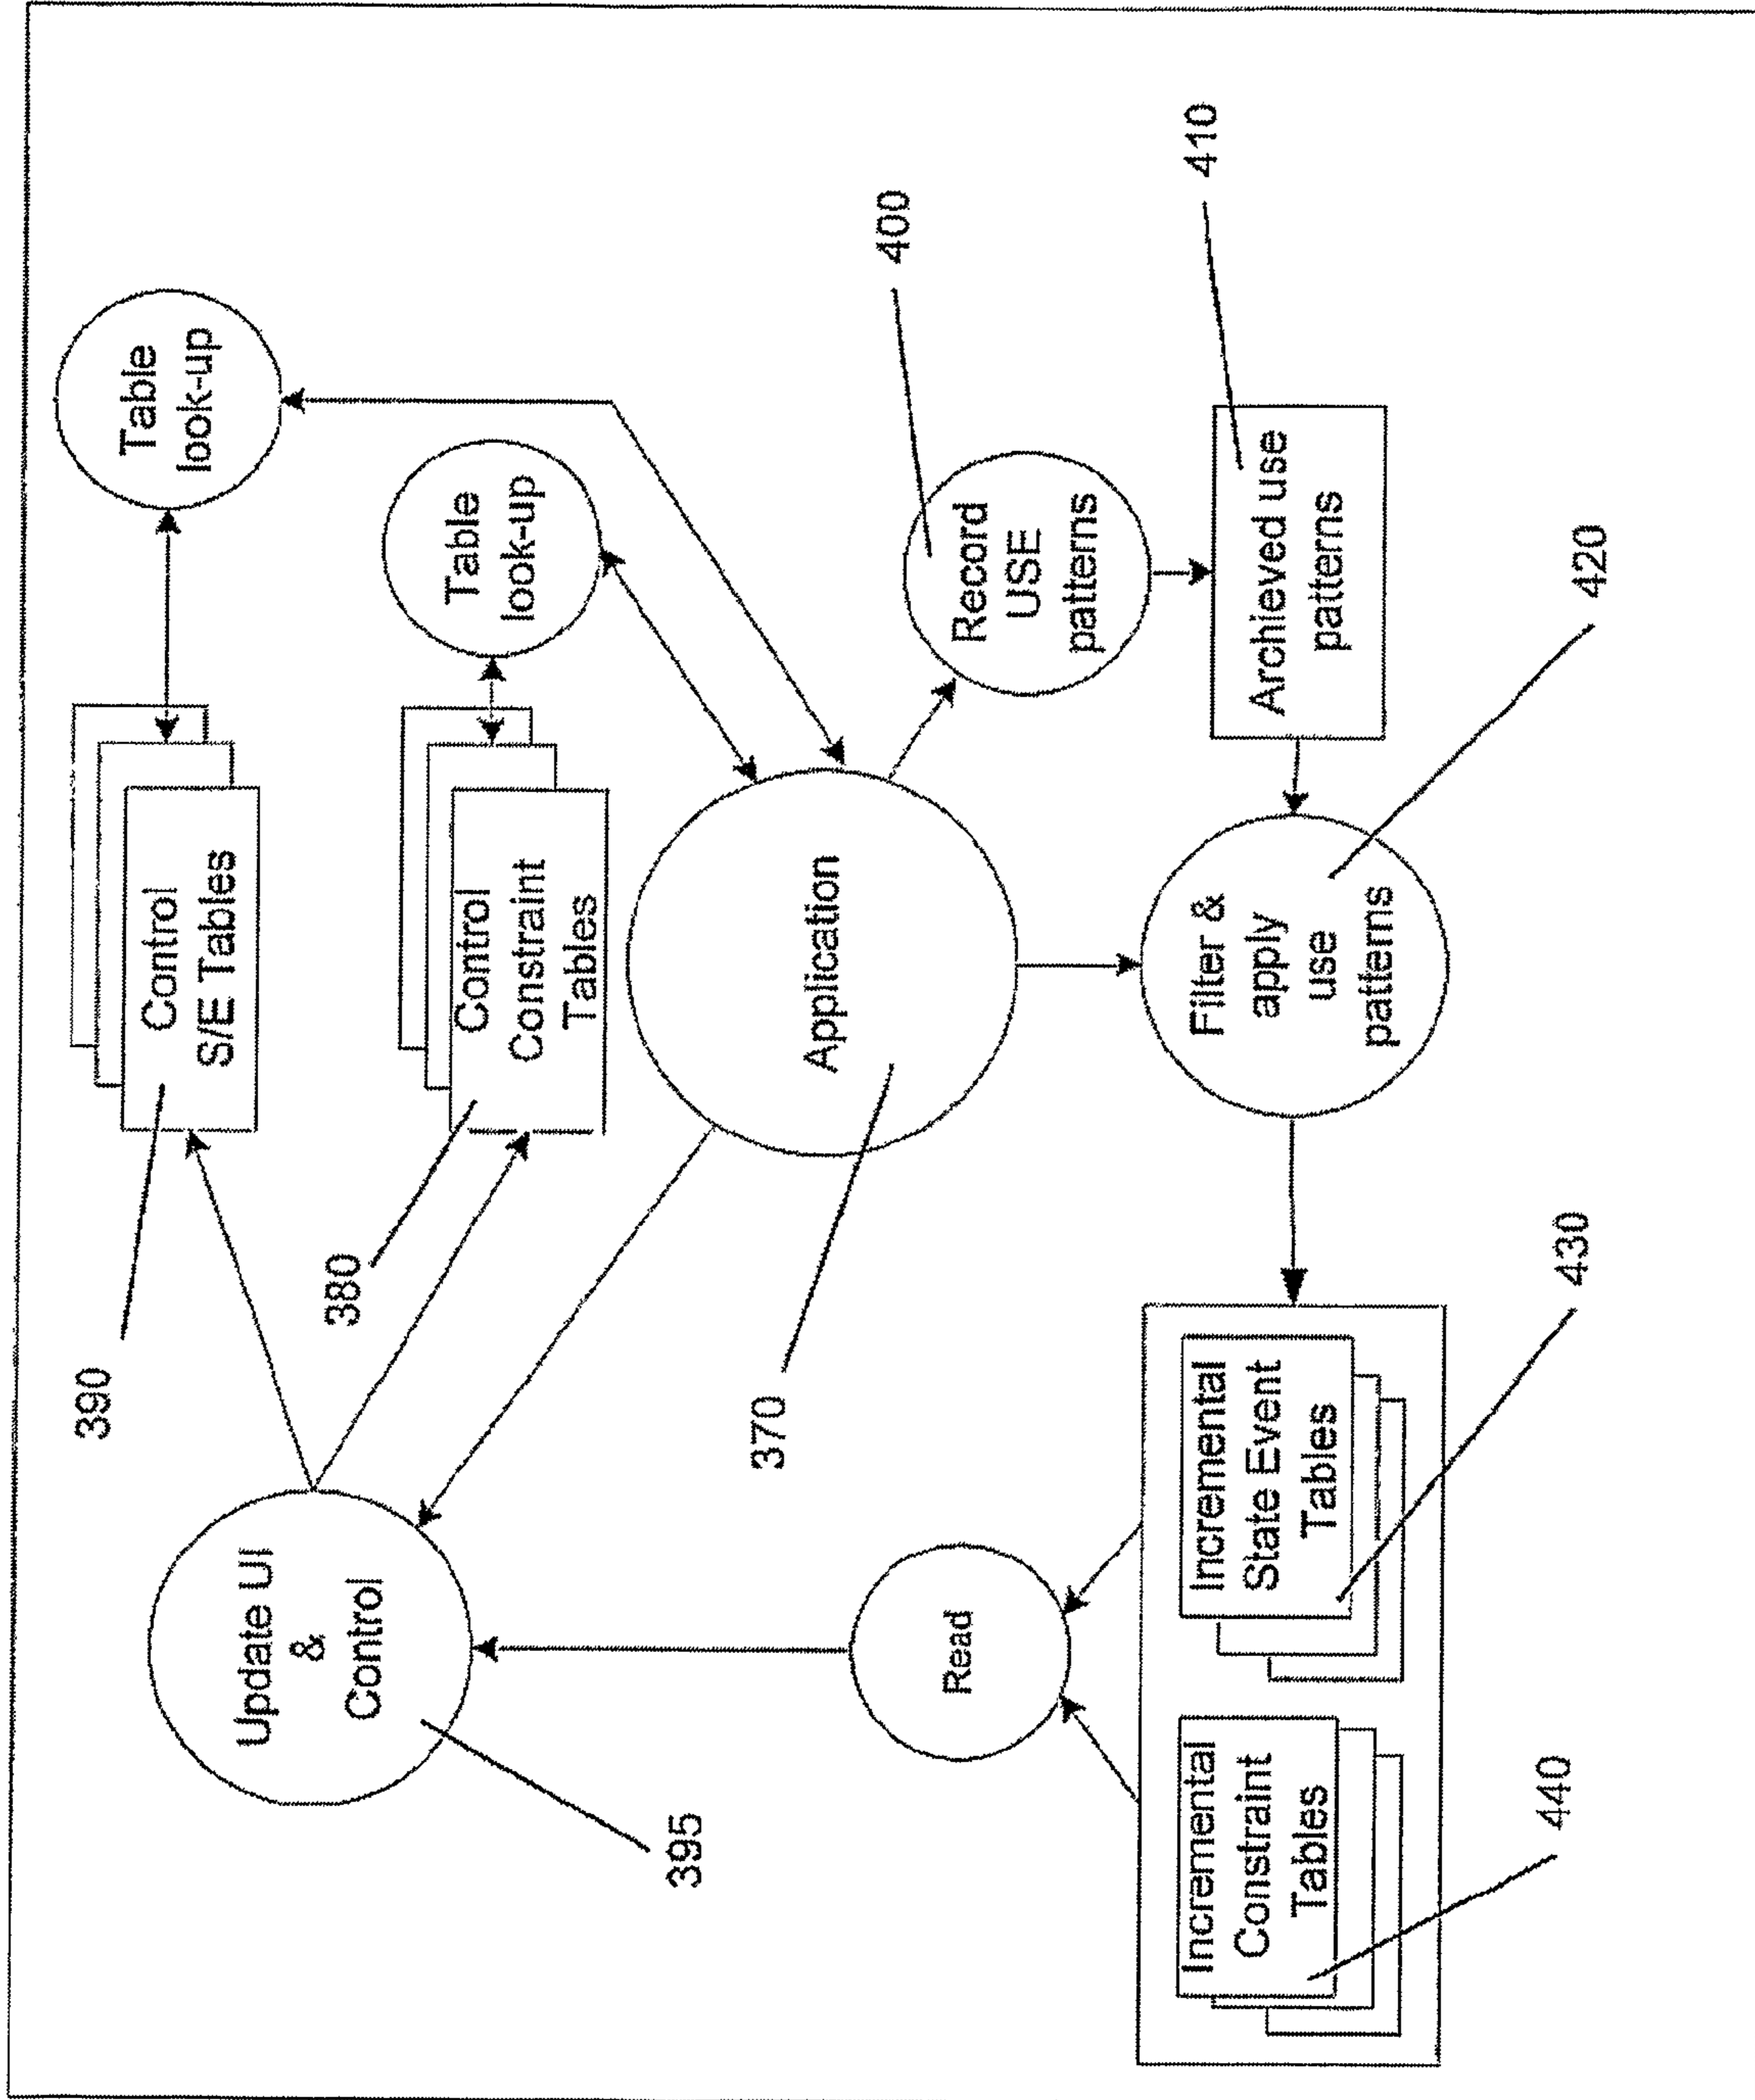 390
Control
S/E Tables
Table
look-up
Update UI
&
Control
395
380
Control
Constraint
Tables
Table
look-up
370
Application
Record
USE
patterns
400
Read
Archieved use
patterns
410
Incremental
Constraint
Tables
440
Incremental
State Event
Tables
430
Filter &
apply
use
patterns
420